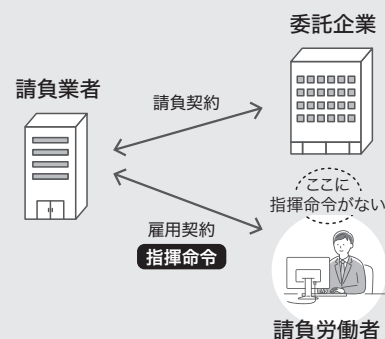 委託企業
請負業者
請負契約
ここに
指揮命令がない
雇用契約
指揮命令
請負労働者